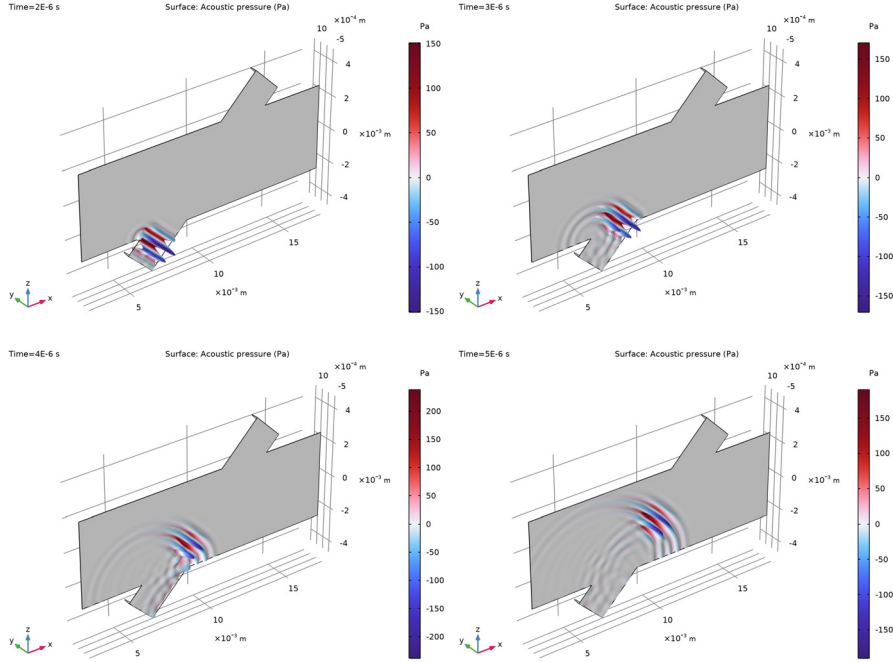 Time=2E-6 s Surface: Acoustic pressure (Pa) ×10⁻⁴ m
10
-5
Pa
150
100
50
0
-50
-100
-150
4
2
0 ×10⁻³ m
-2
-4
15
10
×10⁻³ m
5
z
y x
Time=3E-6 s Surface: Acoustic pressure (Pa) ×10⁻⁴ m
10
-5
Pa
150
100
50
0
-50
-100
-150
4
2
0 ×10⁻³ m
-2
-4
15
10
×10⁻³ m
5
z
y x
Time=4E-6 s Surface: Acoustic pressure (Pa) ×10⁻⁴ m
10
-5
Pa
200
150
100
50
0
-50
-100
-150
-200
4
2
0 ×10⁻³ m
-2
-4
15
10
×10⁻³ m
5
z
y x
Time=5E-6 s Surface: Acoustic pressure (Pa) ×10⁻⁴ m
10
-5
Pa
150
100
50
0
-50
-100
-150
4
2
0 ×10⁻³ m
-2
-4
15
10
×10⁻³ m
5
z
y x